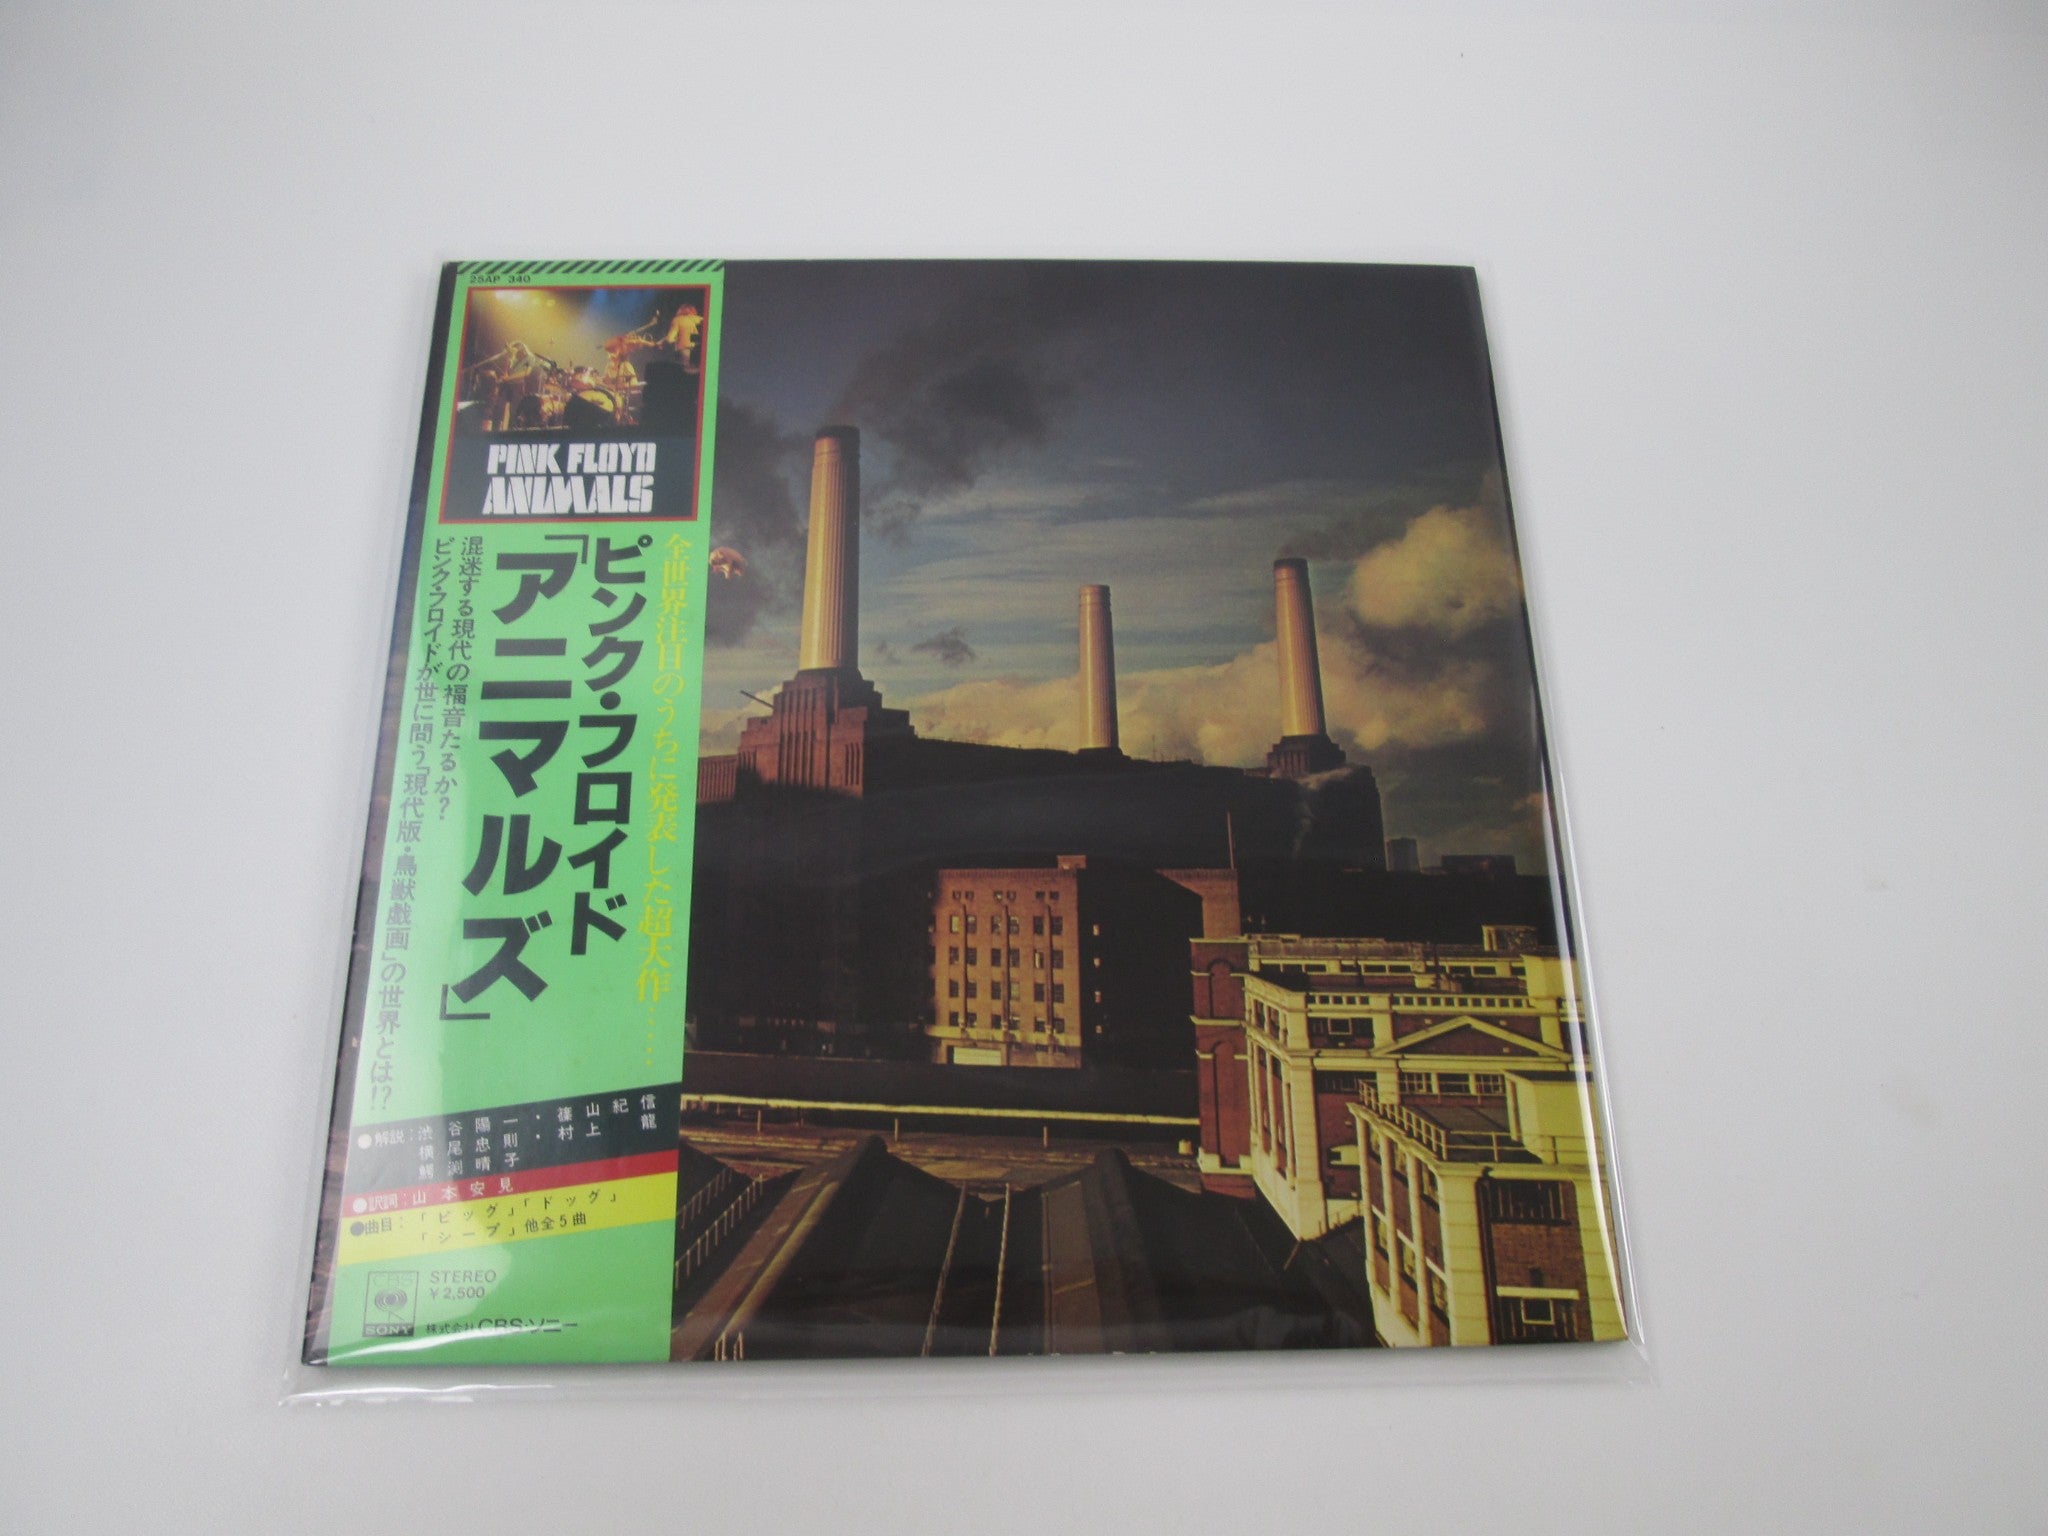 25AP 340
PINK FLOYD
ANIMALS
全世界注目のうちに発表した超大作……
ピンク・フロイド
「アニマルズ」
混迷する現代の福音たるか?
ピンク・フロイドが世に問う「現代版・鳥獣戯画」の世界とは!?
●解説:渋谷陽一・篠山紀信
横尾忠則・村上龍
鰐渕晴子
●訳詞:山本安見
●曲目:「ピッグ」「ドッグ」
「シープ」他全5曲
CBS
SONY
STEREO
¥2,500
株式会社CBS・ソニー